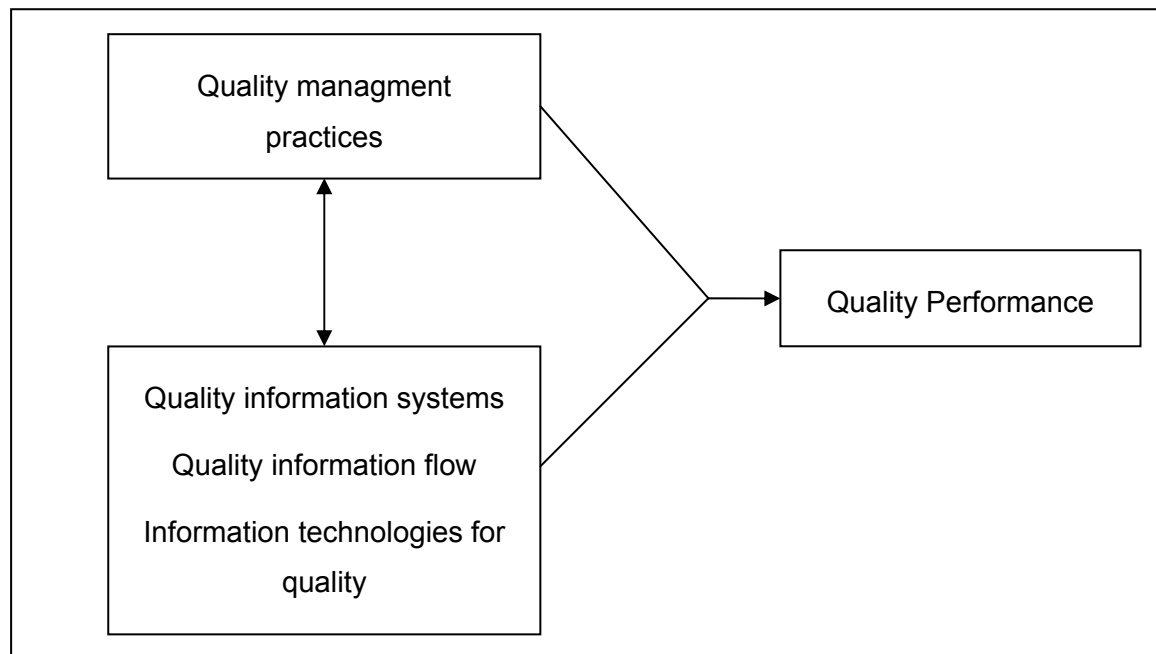 Quality managment
practices
Quality Performance
Quality information systems
Quality information flow
Information technologies for
quality